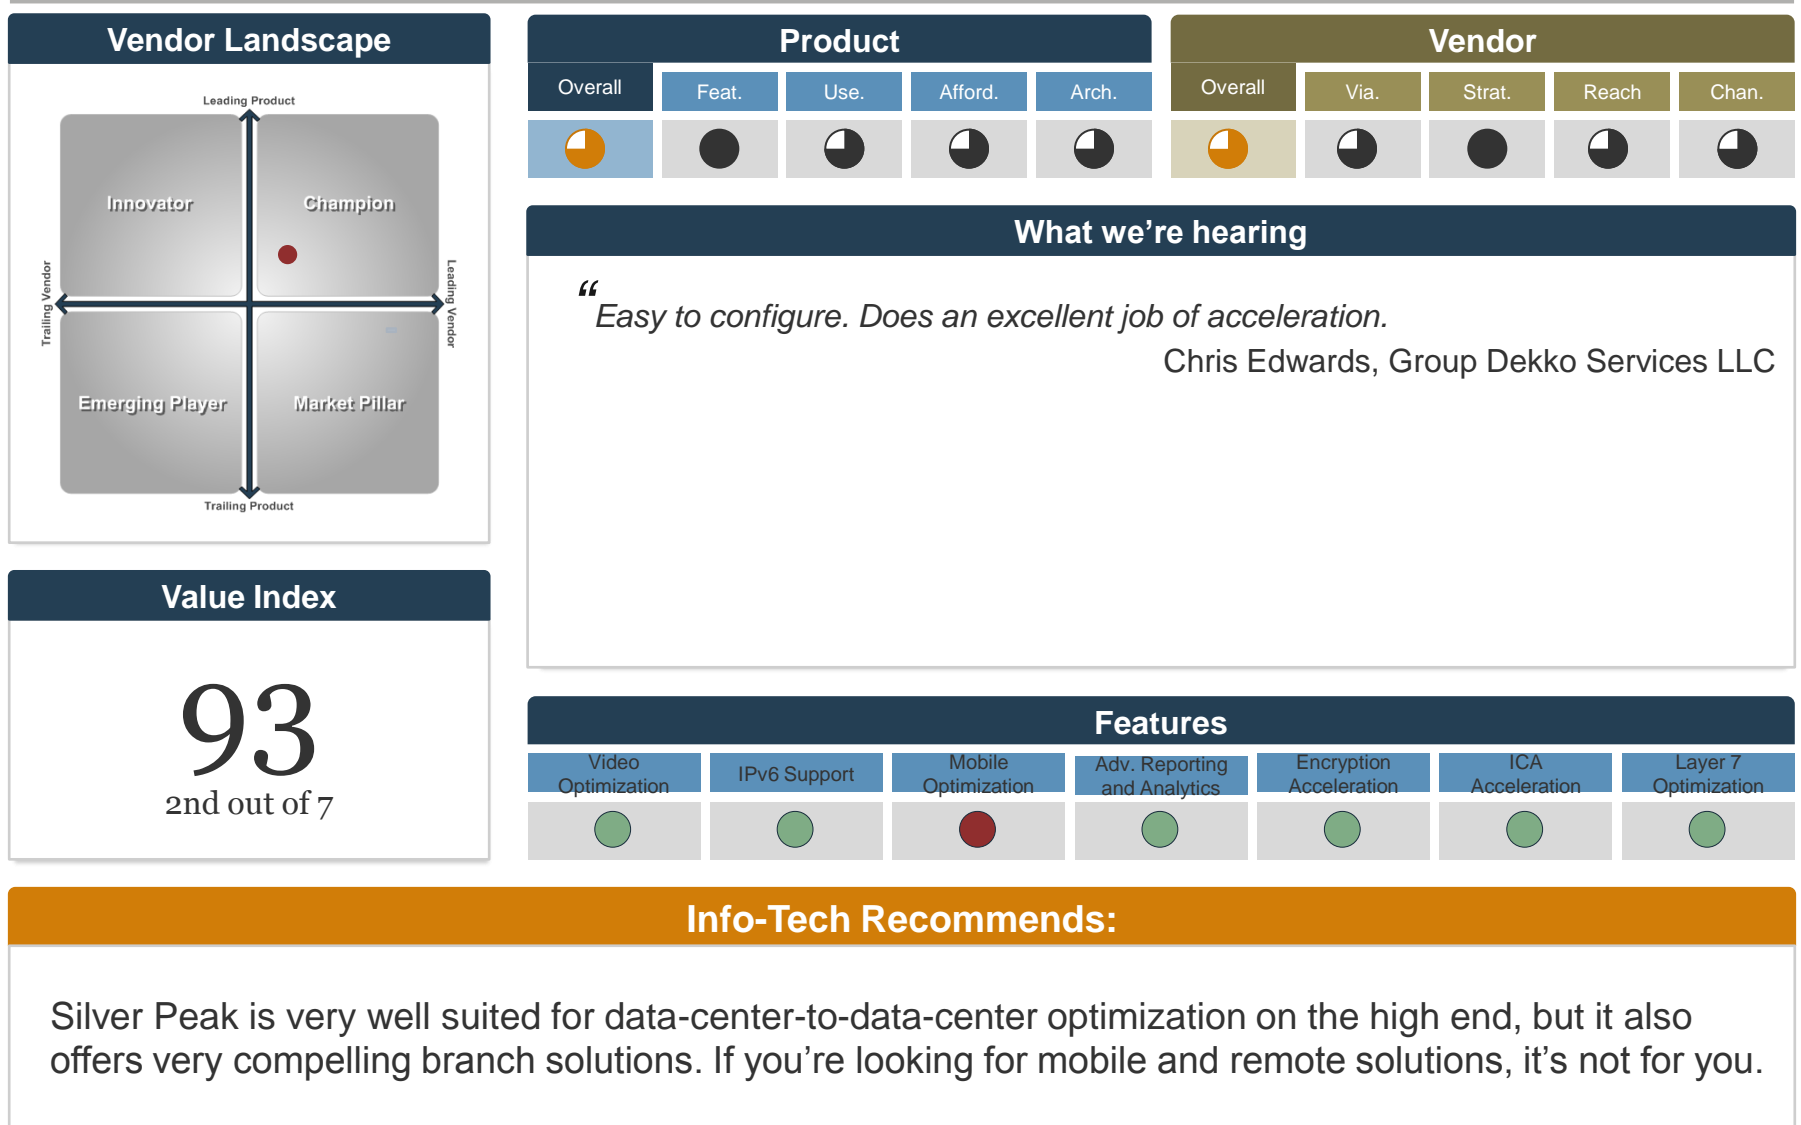 Vendor Landscape
Leading Product
Innovator
Champion
Trailing Vendor
Leading Vendor
Emerging Player
Market Pillar
Trailing Product
Product
Overall
Feat.
Use.
Afford.
Arch.
Vendor
Overall
Via.
Strat.
Reach
Chan.
What we’re hearing
“Easy to configure. Does an excellent job of acceleration.
Chris Edwards, Group Dekko Services LLC
Value Index
93
2nd out of 7
Features
Video
Optimization
IPv6 Support
Mobile
Optimization
Adv. Reporting
and Analytics
Encryption
Acceleration
ICA
Acceleration
Layer 7
Optimization
Info-Tech Recommends:
Silver Peak is very well suited for data-center-to-data-center optimization on the high end, but it also
offers very compelling branch solutions. If you’re looking for mobile and remote solutions, it’s not for you.